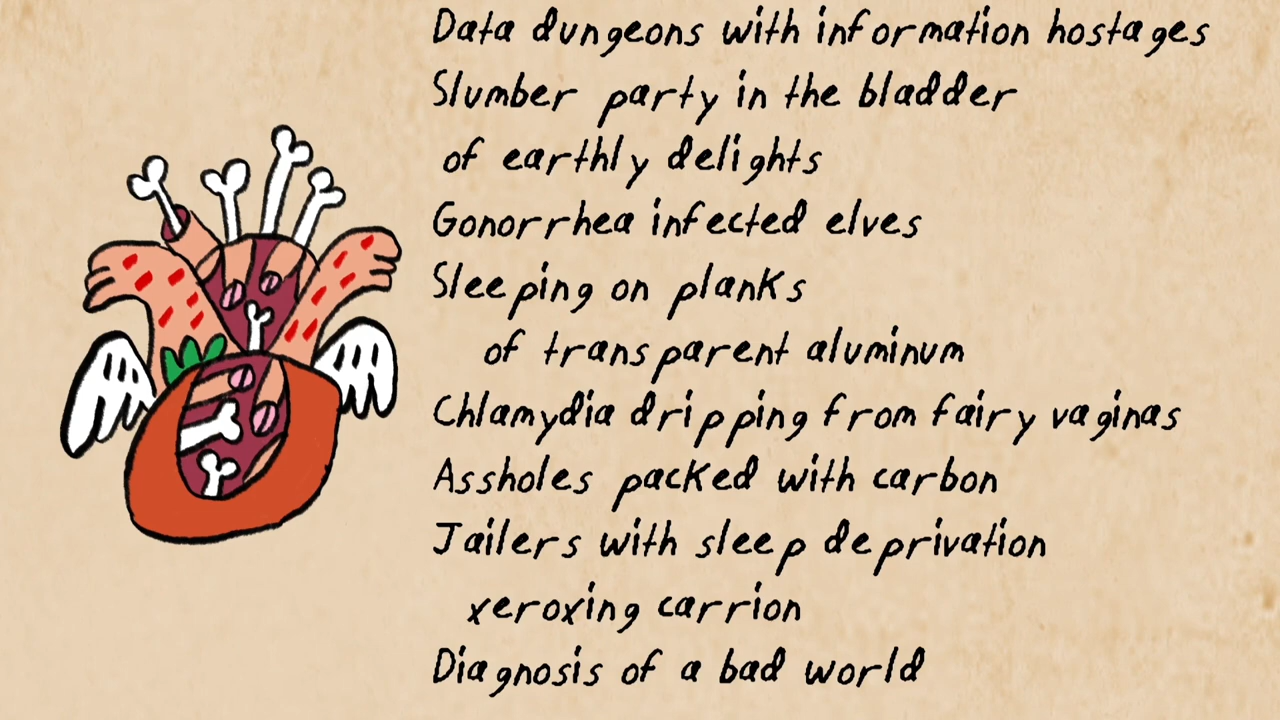 Data dungeons with information hostages
Slumber party in the bladder
of earthly delights
Gonorrhea infected elves
Sleeping on planks
of transparent aluminum
Chlamydia dripping from fairy vaginas
Assholes packed with carbon
Jailers with sleep deprivation
xeroxing carrion
Diagnosis of a bad world